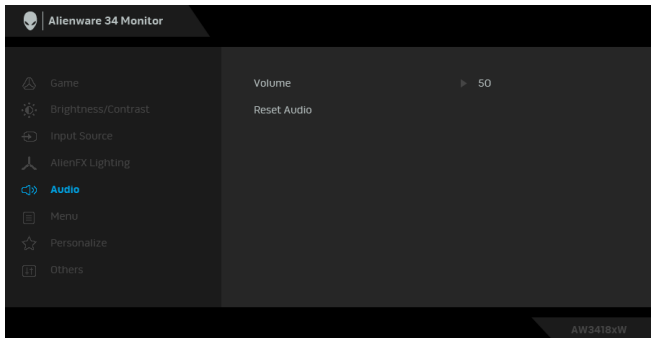 Alienware 34 Monitor
Game
Volume 50
Brightness/Contrast
Reset Audio
Input Source
AlienFX Lighting
Audio
Menu
Personalize
Others
AW3418xW